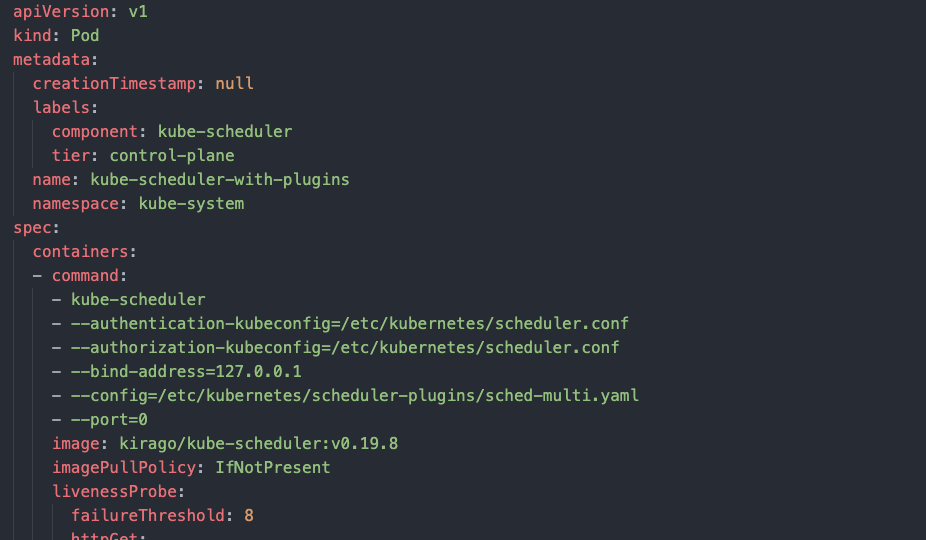 apiVersion: v1
kind: Pod
metadata:
  creationTimestamp: null
  labels:
    component: kube-scheduler
    tier: control-plane
  name: kube-scheduler-with-plugins
  namespace: kube-system
spec:
  containers:
  - command:
    - kube-scheduler
    - --authentication-kubeconfig=/etc/kubernetes/scheduler.conf
    - --authorization-kubeconfig=/etc/kubernetes/scheduler.conf
    - --bind-address=127.0.0.1
    - --config=/etc/kubernetes/scheduler-plugins/sched-multi.yaml
    - --port=0
    image: kirago/kube-scheduler:v0.19.8
    imagePullPolicy: IfNotPresent
    livenessProbe:
      failureThreshold: 8
      httpGet: